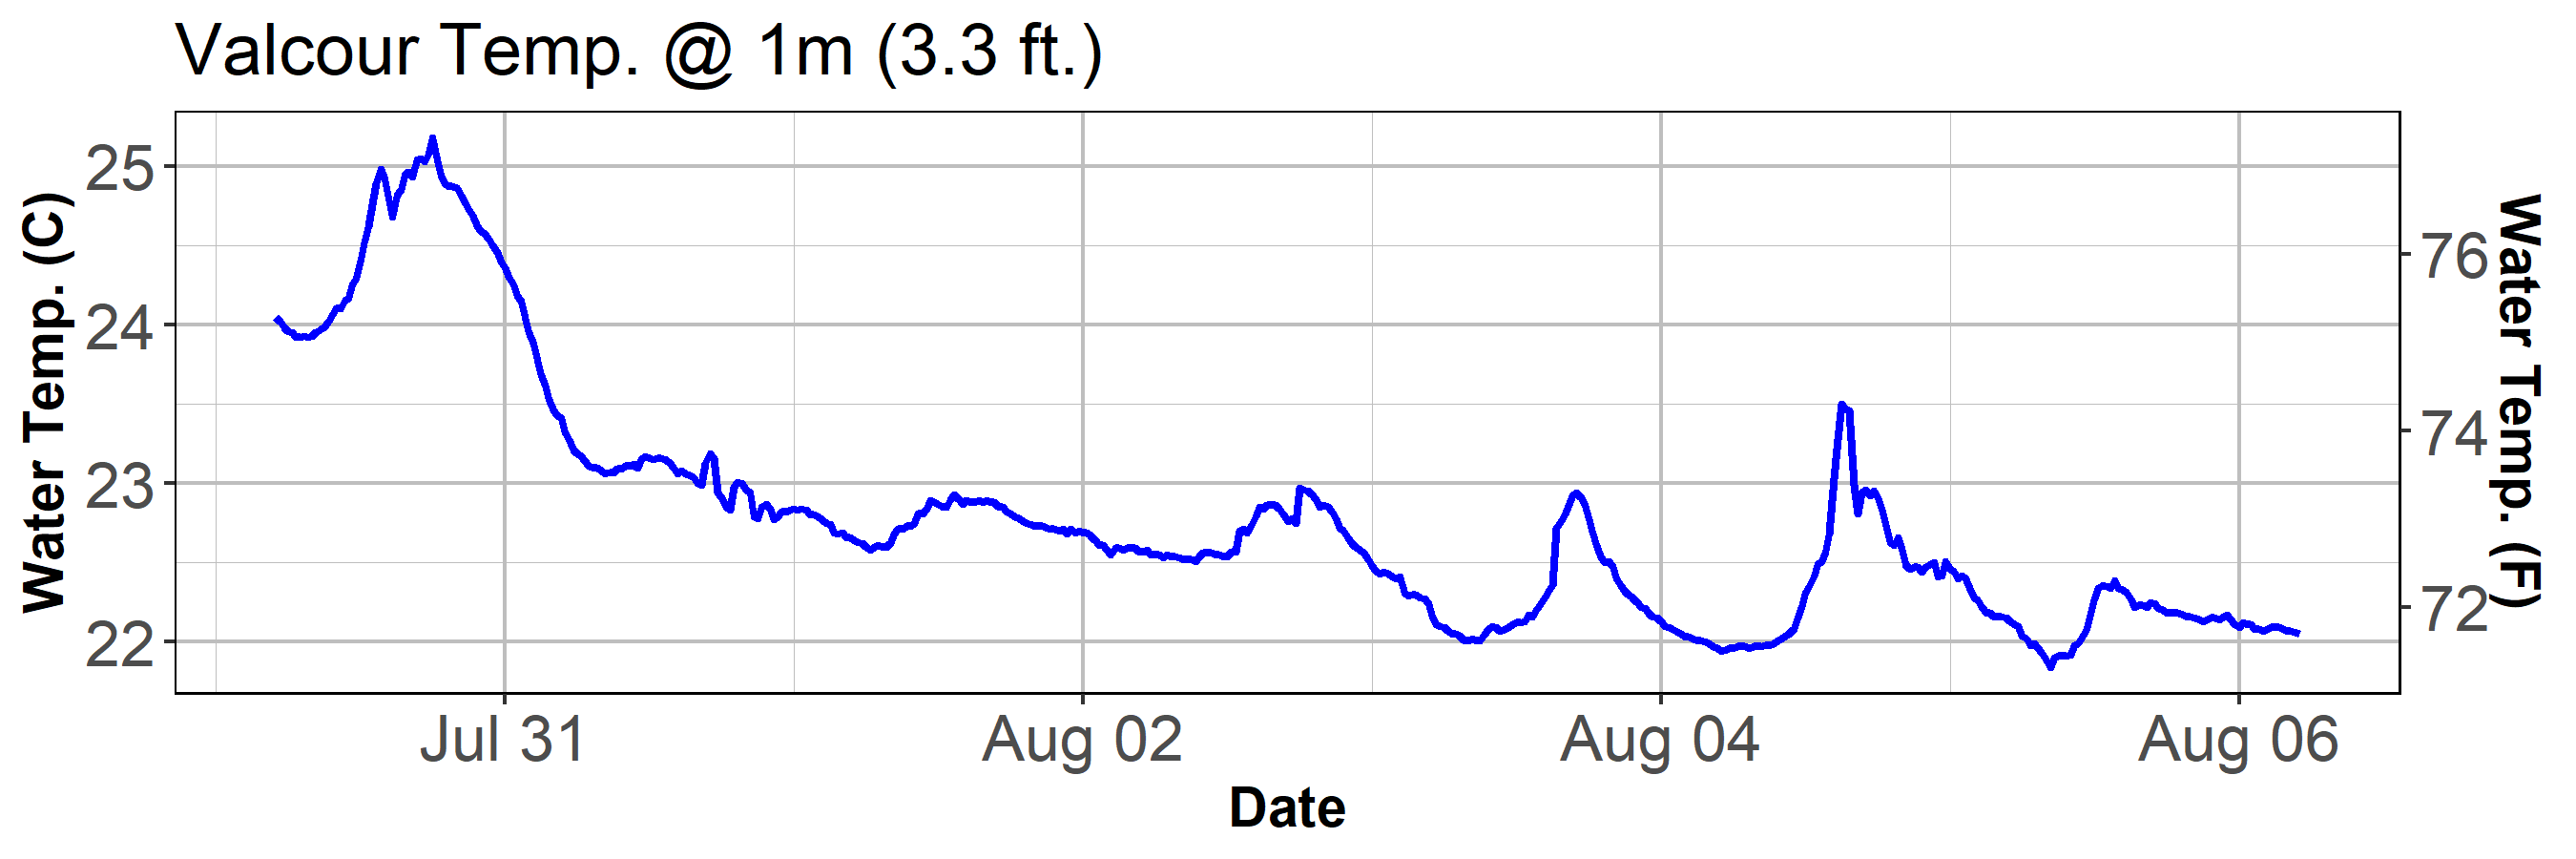 Valcour Temp. @ 1m (3.3 ft.)
Water Temp. (C)
25
24
23
22
76
74
72
Water Temp. (F)
Jul 31 Aug 02 Aug 04 Aug 06
Date